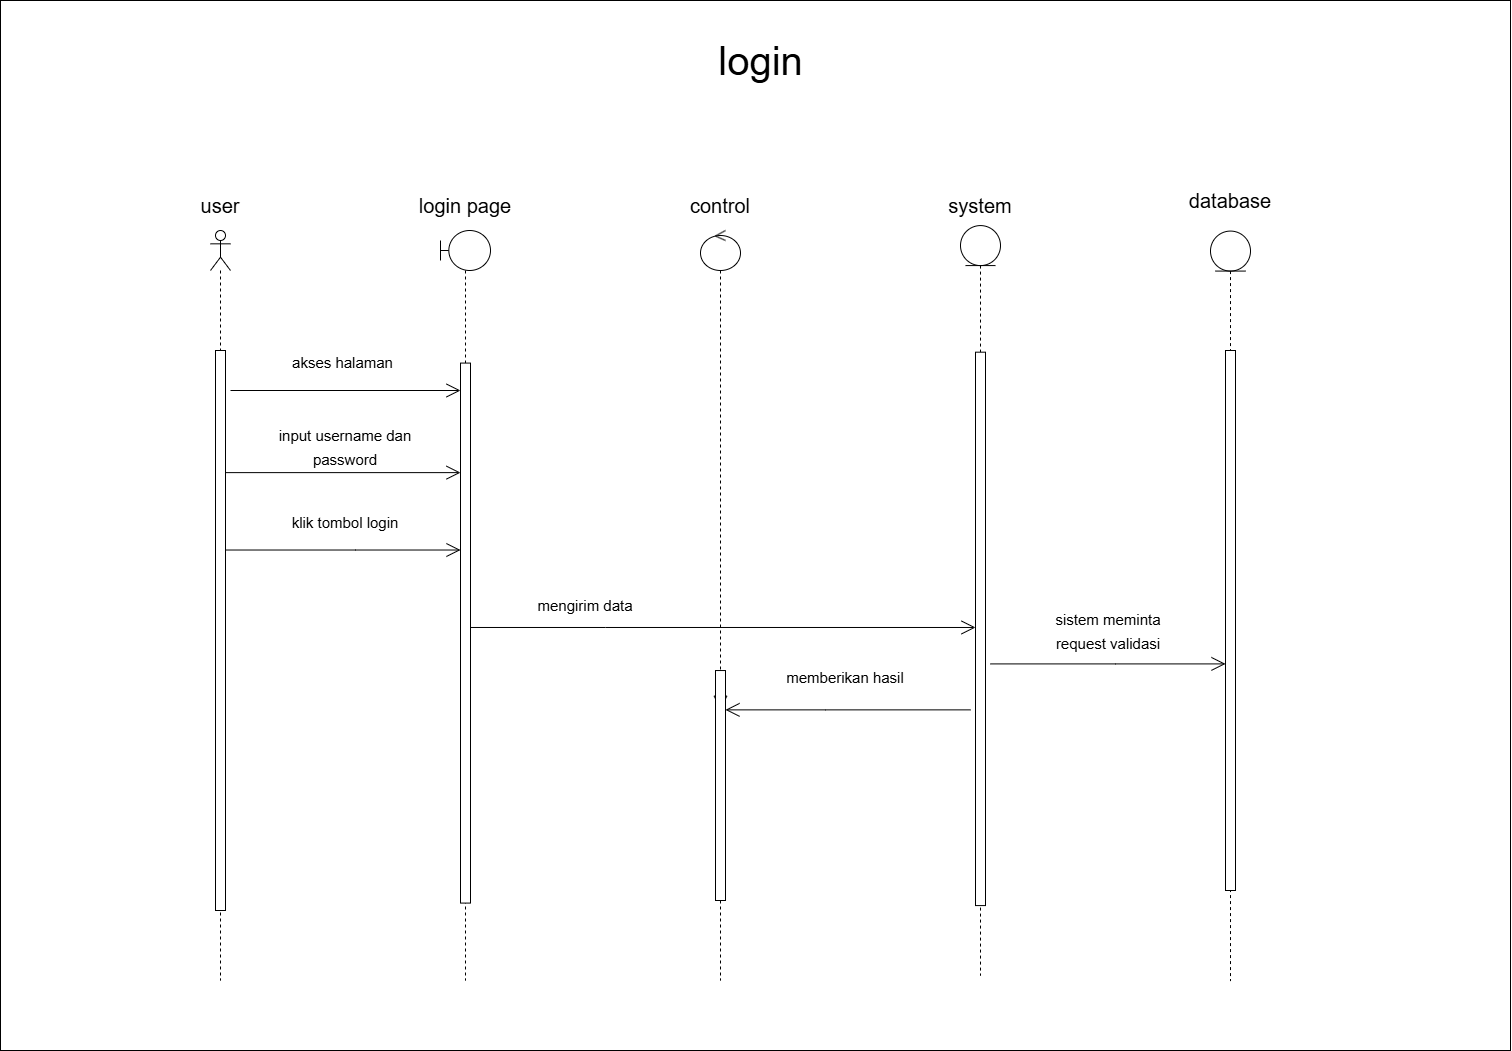 login
user
login page
control
system
database
akses halaman
input username dan
password
klik tombol login
mengirim data
sistem meminta
request validasi
memberikan hasil